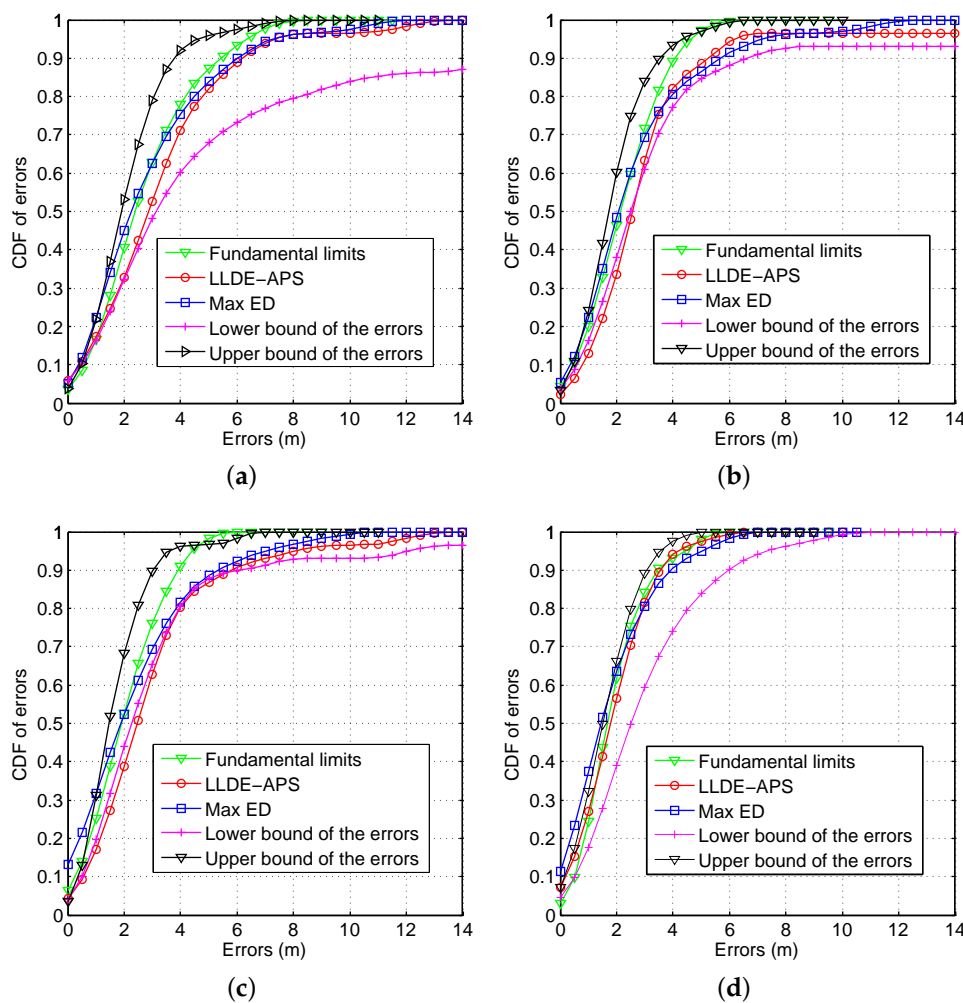 1
0.9
0.8
0.7
0.6
0.5
0.4
0.3
0.2
0.1
0
CDF of errors
0 2 4 6 8 10 12 14
Errors (m)
Fundamental limits
LLDE−APS
Max ED
Lower bound of the errors
Upper bound of the errors
(a)
1
0.9
0.8
0.7
0.6
0.5
0.4
0.3
0.2
0.1
0
CDF of errors
0 2 4 6 8 10 12 14
Errors (m)
Fundamental limits
LLDE−APS
Max ED
Lower bound of the errors
Upper bound of the errors
(b)
1
0.9
0.8
0.7
0.6
0.5
0.4
0.3
0.2
0.1
0
CDF of errors
0 2 4 6 8 10 12 14
Errors (m)
Fundamental limits
LLDE−APS
Max ED
Lower bound of the errors
Upper bound of the errors
(c)
1
0.9
0.8
0.7
0.6
0.5
0.4
0.3
0.2
0.1
0
CDF of errors
0 2 4 6 8 10 12 14
Errors (m)
Fundamental limits
LLDE−APS
Max ED
Lower bound of the errors
Upper bound of the errors
(d)